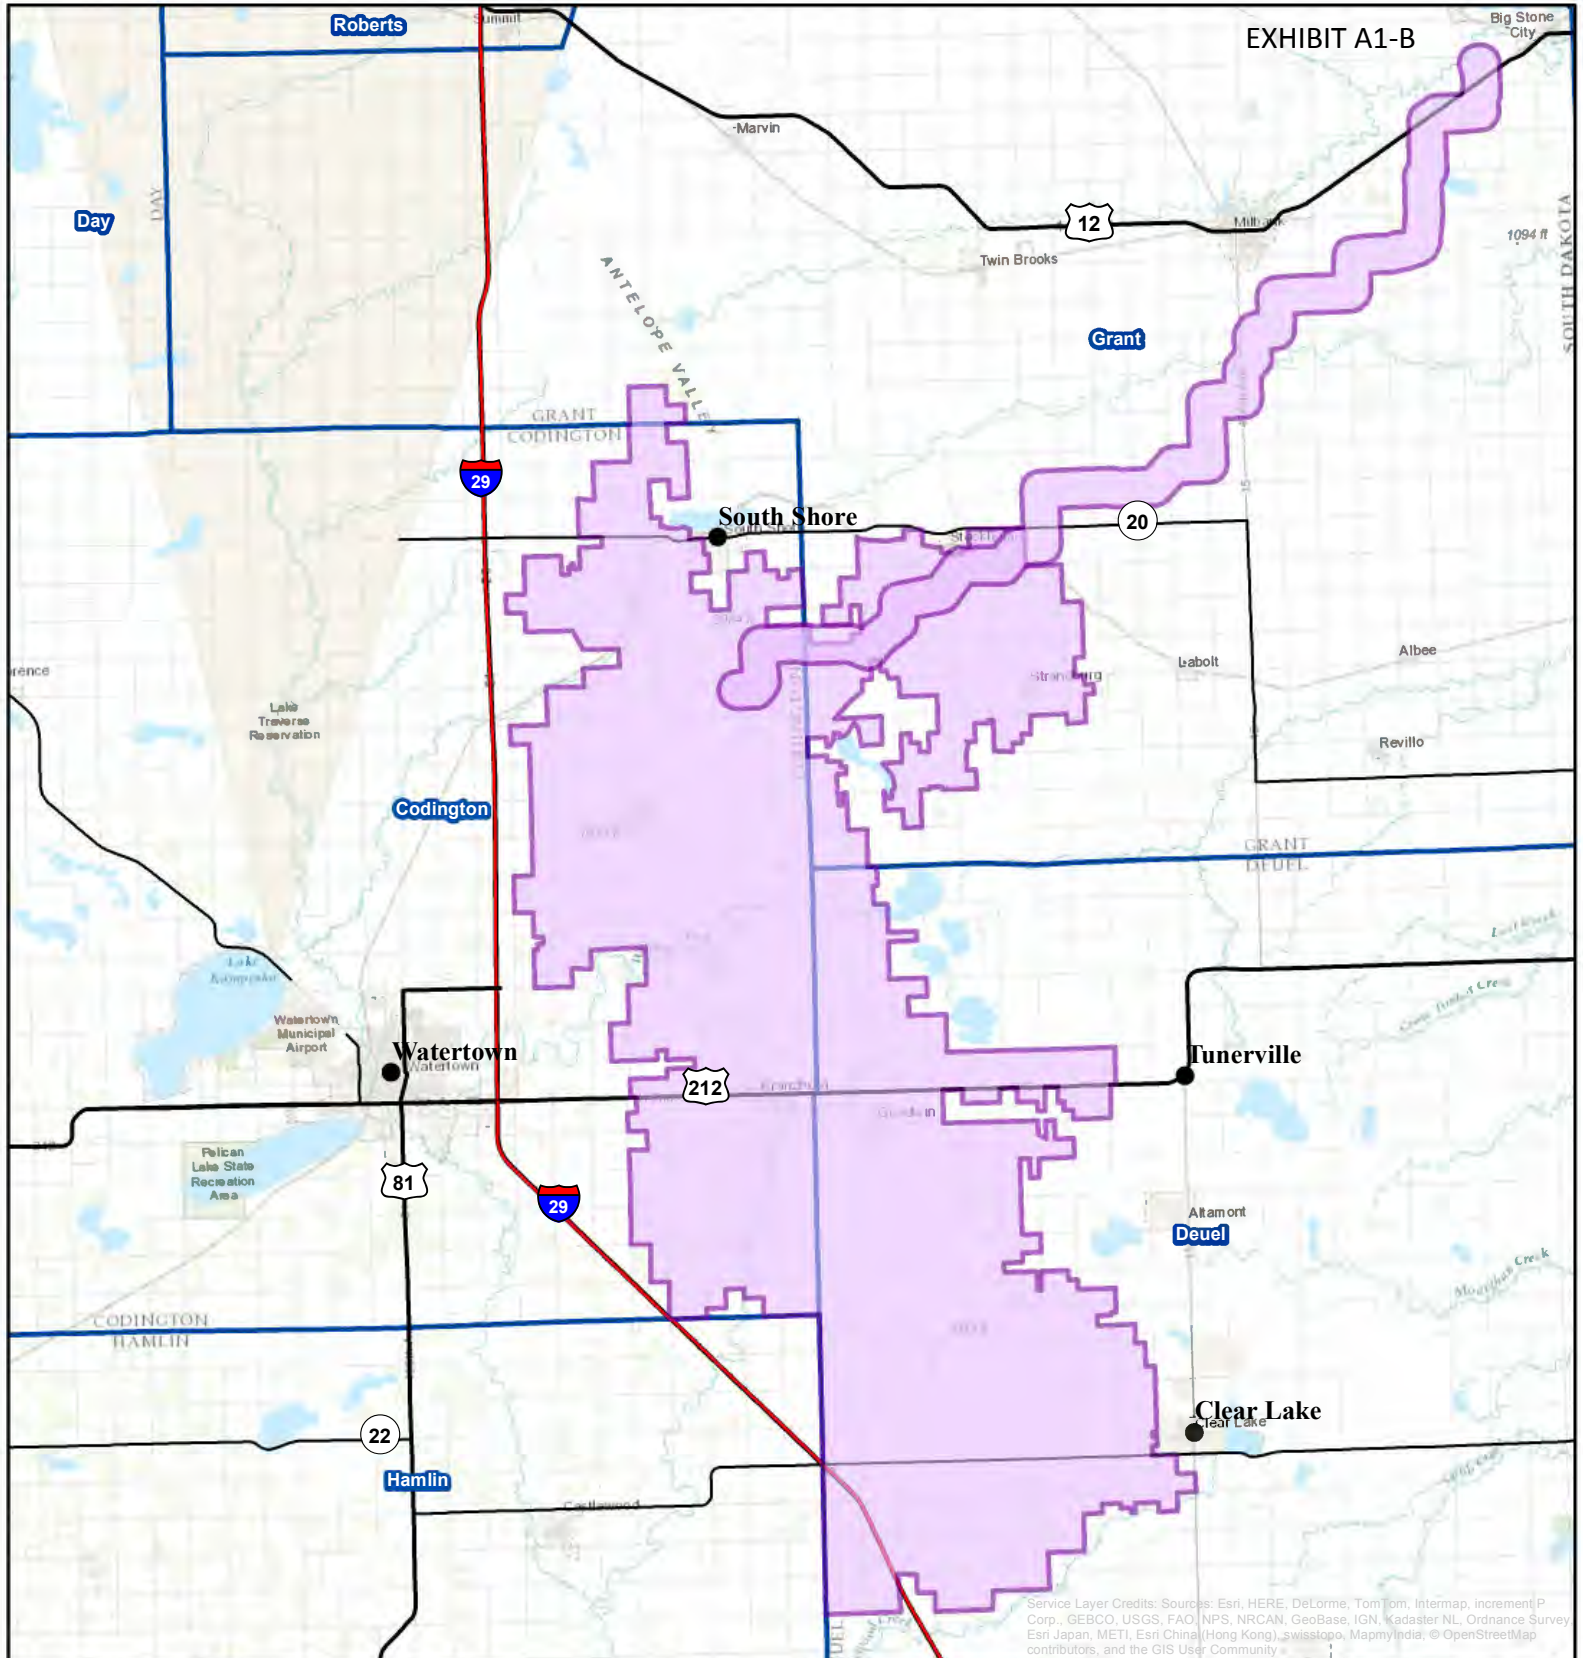 Roberts
Summit
EXHIBIT A1-B
Big Stone
City
Marvin
DAY
Day
12
Milbank
Twin Brooks
1094 ft
SOUTH DAKOTA
ANTELOPE VALLEY
Grant
GRANT
CODINGTON
29
15
South Shore
South Shore
20
Lake
Traverse
Reservation
Strandburg
Labolt
Albee
Revillo
Codington
GRANT
DEUEL
Lake
Kampeska
Watertown
Municipal
Airport
Watertown
Watertown
Tunerville
212
Kranzburg
Goodwin
Pelican
Lake State
Recreation
Area
81
29
Altamont
Deuel
CODINGTON
HAMLIN
Clear Lake
Clear Lake
22
Hamlin
Castlewood
Service Layer Credits: Sources: Esri, HERE, DeLorme, TomTom, Intermap, increment P
Corp., GEBCO, USGS, FAO, NPS, NRCAN, GeoBase, IGN, Kadaster NL, Ordnance Survey,
Esri Japan, METI, Esri China (Hong Kong), swisstopo, MapmyIndia, © OpenStreetMap
contributors, and the GIS User Community